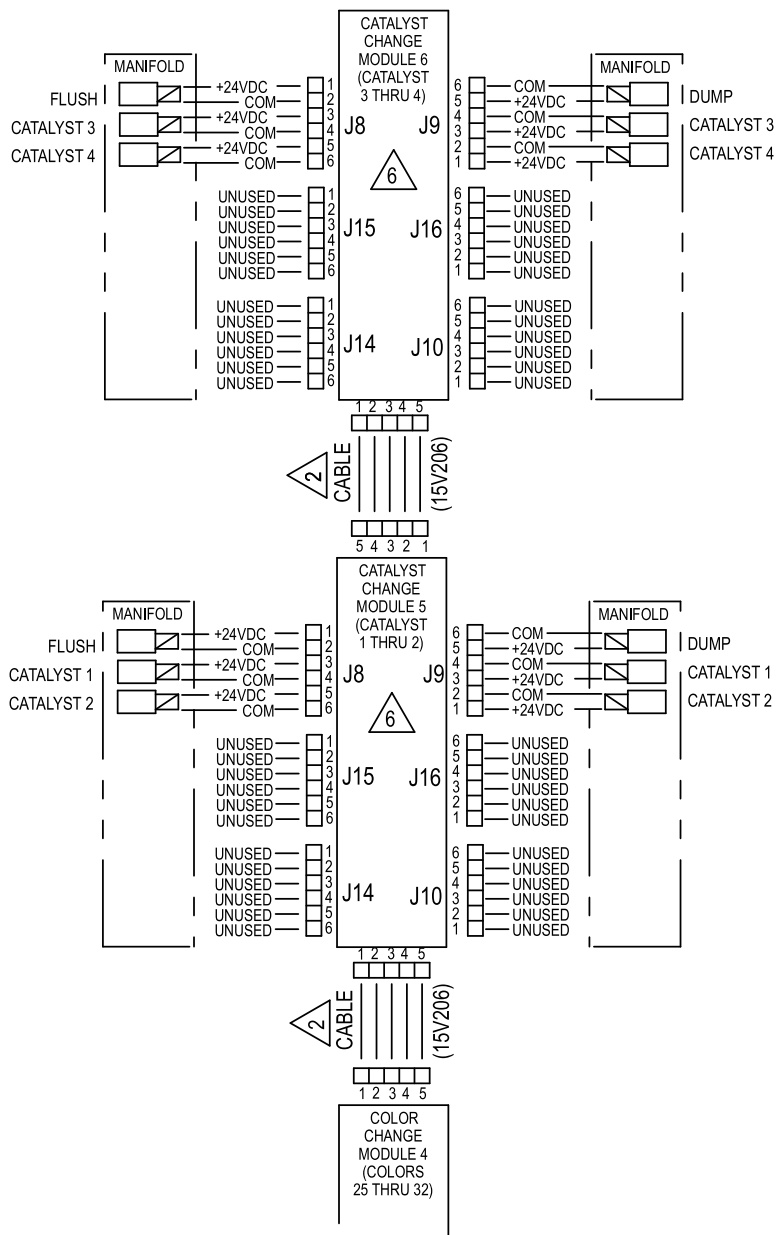 CATALYST
CHANGE
MODULE 6
(CATALYST
3 THRU 4)
MANIFOLD
FLUSH
CATALYST 3
CATALYST 4
+24VDC 1
COM 2
+24VDC 3
COM 4
+24VDC 5
COM 6
J8
J9
6 COM
5 +24VDC
4 COM
3 +24VDC
2 COM
1 +24VDC
MANIFOLD
DUMP
CATALYST 3
CATALYST 4
6
UNUSED 1
UNUSED 2
UNUSED 3
UNUSED 4
UNUSED 5
UNUSED 6
J15
J16
6 UNUSED
5 UNUSED
4 UNUSED
3 UNUSED
2 UNUSED
1 UNUSED
UNUSED 1
UNUSED 2
UNUSED 3
UNUSED 4
UNUSED 5
UNUSED 6
J14
J10
6 UNUSED
5 UNUSED
4 UNUSED
3 UNUSED
2 UNUSED
1 UNUSED
1 2 3 4 5
2
CABLE
(15V206)
5 4 3 2 1
CATALYST
CHANGE
MODULE 5
(CATALYST
1 THRU 2)
MANIFOLD
FLUSH
CATALYST 1
CATALYST 2
+24VDC 1
COM 2
+24VDC 3
COM 4
+24VDC 5
COM 6
J8
J9
6 COM
5 +24VDC
4 COM
3 +24VDC
2 COM
1 +24VDC
MANIFOLD
DUMP
CATALYST 1
CATALYST 2
6
UNUSED 1
UNUSED 2
UNUSED 3
UNUSED 4
UNUSED 5
UNUSED 6
J15
J16
6 UNUSED
5 UNUSED
4 UNUSED
3 UNUSED
2 UNUSED
1 UNUSED
UNUSED 1
UNUSED 2
UNUSED 3
UNUSED 4
UNUSED 5
UNUSED 6
J14
J10
6 UNUSED
5 UNUSED
4 UNUSED
3 UNUSED
2 UNUSED
1 UNUSED
1 2 3 4 5
2
CABLE
(15V206)
1 2 3 4 5
COLOR
CHANGE
MODULE 4
(COLORS
25 THRU 32)